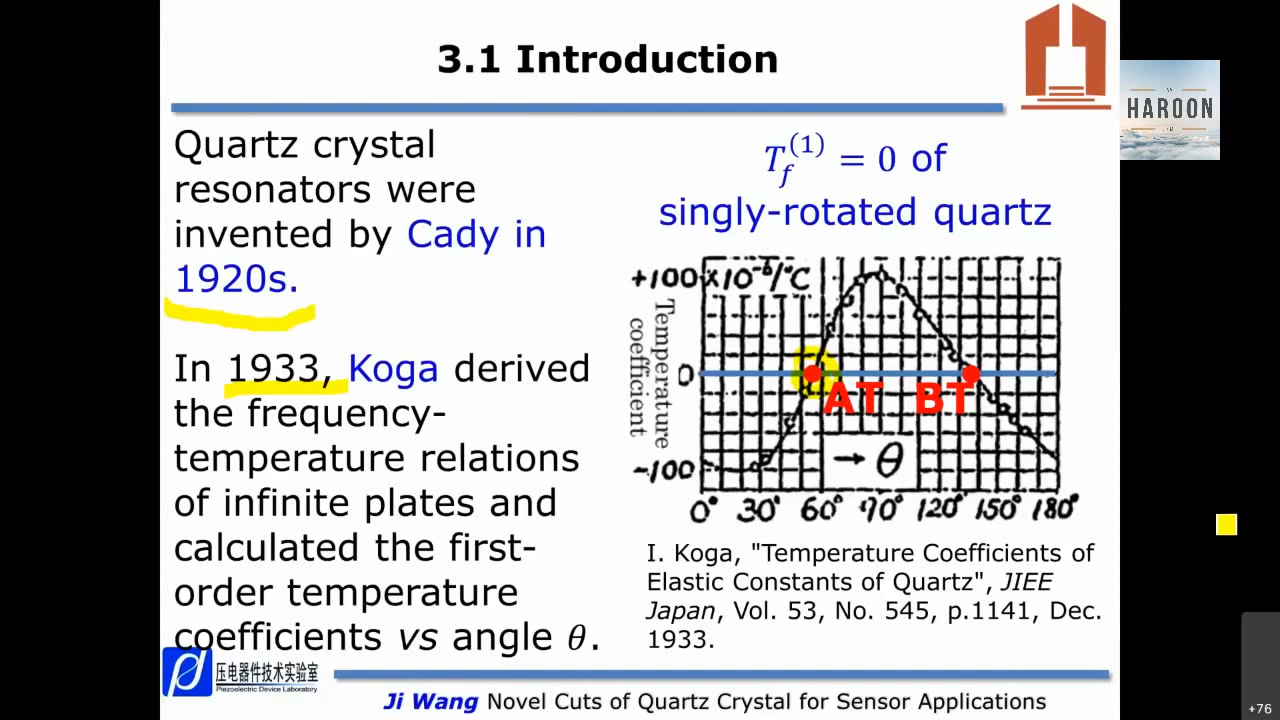 3.1 Introduction
HAROON
Quartz crystal
resonators were
invented by Cady in
1920s.
In 1933, Koga derived
the frequency-
temperature relations
of infinite plates and
calculated the first-
order temperature
coefficients vs angle θ.
T_f^(1) = 0 of
singly-rotated quartz
+100×10⁻⁶/°C
Temperature
coefficient
0
AT BT
-100
→ θ
0° 30° 60° 90° 120° 150° 180°
I. Koga, "Temperature Coefficients of
Elastic Constants of Quartz", JIEE
Japan, Vol. 53, No. 545, p.1141, Dec.
1933.
压电器件技术实验室
Piezoelectric Device Laboratory
Ji Wang Novel Cuts of Quartz Crystal for Sensor Applications
+76